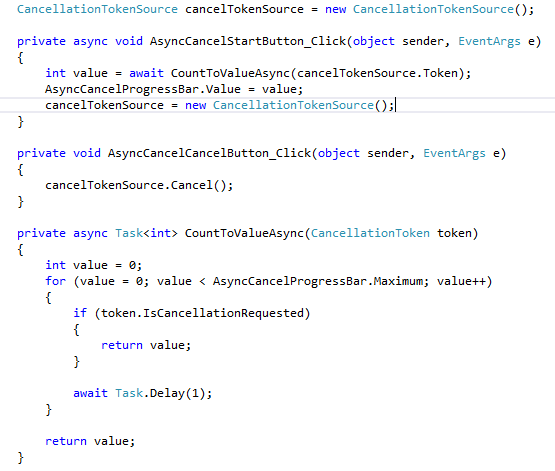 CancellationTokenSource cancelTokenSource = new CancellationTokenSource();
private async void AsyncCancelStartButton_Click(object sender, EventArgs e)
{
int value = await CountToValueAsync(cancelTokenSource.Token);
AsyncCancelProgressBar.Value = value;
cancelTokenSource = new CancellationTokenSource();
}
private void AsyncCancelCancelButton_Click(object sender, EventArgs e)
{
cancelTokenSource.Cancel();
}
private async Task<int> CountToValueAsync(CancellationToken token)
{
int value = 0;
for (value = 0; value < AsyncCancelProgressBar.Maximum; value++)
{
if (token.IsCancellationRequested)
{
return value;
}
await Task.Delay(1);
}
return value;
}